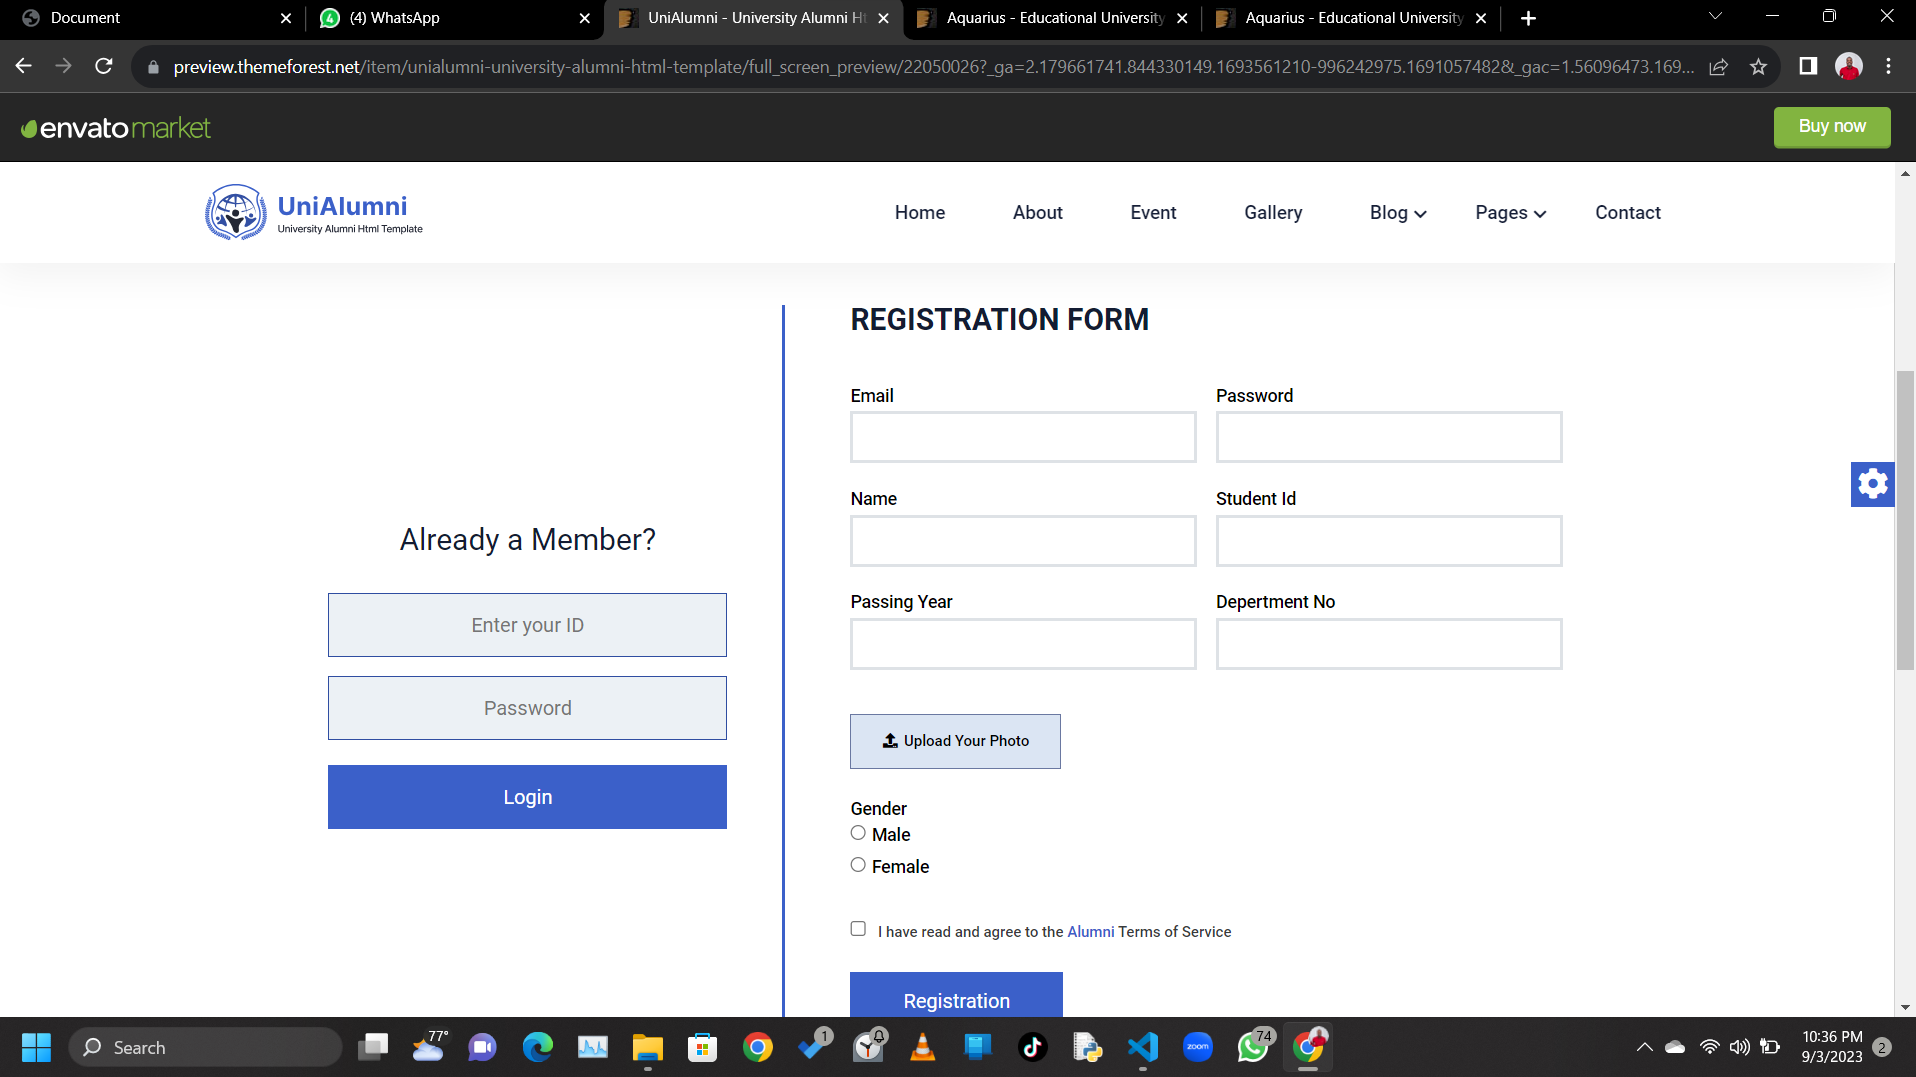 Document
(4) WhatsApp
UniAlumni - University Alumni H
Aquarius - Educational University
Aquarius - Educational University
preview.themeforest.net/item/unialumni-university-alumni-html-template/full_screen_preview/22050026?_ga=2.179661741.844330149.1693561210-996242975.1691057482&_gac=1.56096473.169...
envatomarket
Buy now
UniAlumni
University Alumni Html Template
Home
About
Event
Gallery
Blog
Pages
Contact
Already a Member?
Enter your ID
Password
Login
REGISTRATION FORM
Email
Password
Name
Student Id
Passing Year
Depertment No
Upload Your Photo
Gender
Male
Female
I have read and agree to the Alumni Terms of Service
Registration
Search
77°
1
zoom
74
10:36 PM
9/3/2023
2